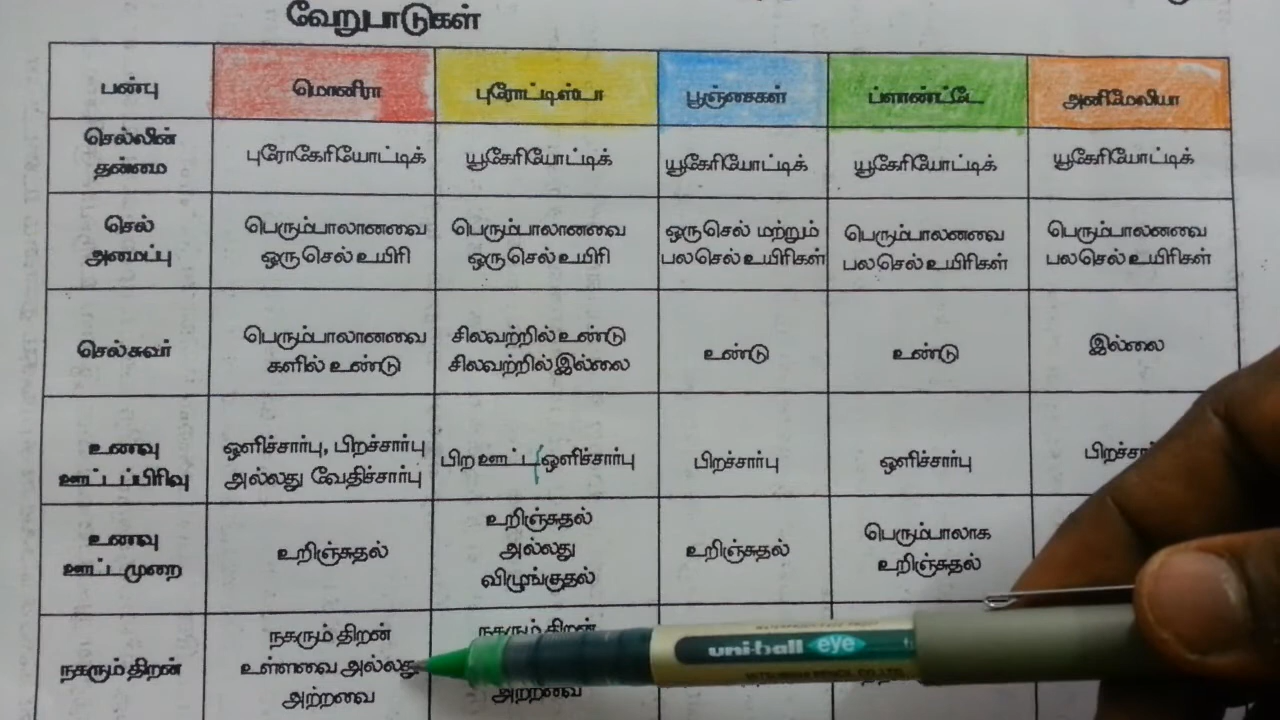 வேறுபாடுகள்
பண்பு மொனிரா புரோட்டிஸ்டா பூஞ்சைகள் ப்ளாண்ட்டே அனிமேலியா
செல்லின் தன்மை புரோகேரியோட்டிக் யூகேரியோட்டிக் யூகேரியோட்டிக் யூகேரியோட்டிக் யூகேரியோட்டிக்
செல் பெரும்பாலானவை பெரும்பாலானவை ஒருசெல் மற்றும் பெரும்பாலனவை பெரும்பாலனவை
அமைப்பு ஒருசெல் உயிரி ஒருசெல் உயிரி பலசெல் உயிரிகள் பலசெல் உயிரிகள் பலசெல் உயிரிகள்
செல்சுவர் பெரும்பாலானவை சிலவற்றில் உண்டு உண்டு உண்டு இல்லை
களில் உண்டு சிலவற்றில் இல்லை
உணவு ஒளிச்சார்பு, பிறச்சார்பு பிற ஊட்ட ஒளிச்சார்பு பிறச்சார்பு ஒளிச்சார்பு
ஊட்டப்பிரிவு அல்லது வேதிச்சார்பு
உணவு உறிஞ்சுதல் உறிஞ்சுதல் உறிஞ்சுதல் பெரும்பாலாக
ஊட்டமுறை அல்லது உறிஞ்சுதல்
விழுங்குதல்
நகரும் திறன் நகரும் திறன் நகரும் திறன்
உள்ளவை அல்லது
அற்றவை அற்றவை
uni-ball eye